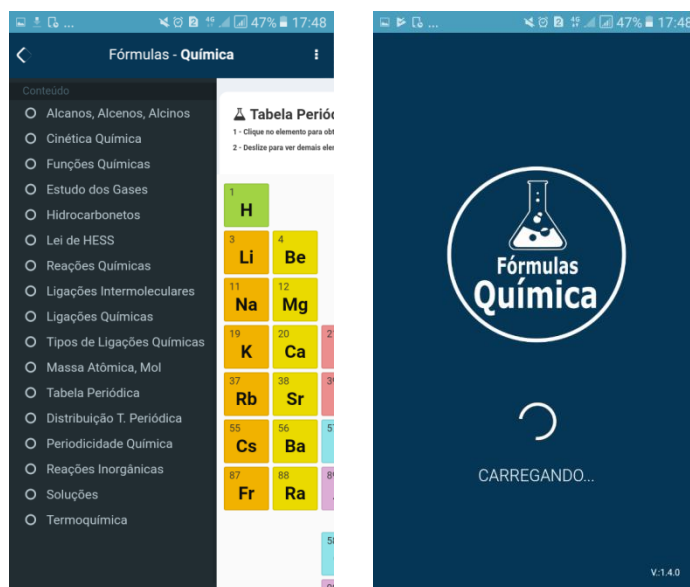 47% 17:48
Fórmulas - Química
Conteúdo
Alcanos, Alcenos, Alcinos
Cinética Química
Funções Químicas
Estudo dos Gases
Hidrocarbonetos
Lei de HESS
Reações Químicas
Ligações Intermoleculares
Ligações Químicas
Tipos de Ligações Químicas
Massa Atômica, Mol
Tabela Periódica
Distribuição T. Periódica
Periodicidade Química
Reações Inorgânicas
Soluções
Termoquímica
Tabela
1 - Clique no elemento para
2 - Deslize para ver demais
1
H
3 4
Li Be
11 12
Na Mg
19 20
K Ca
37 38
Rb Sr
55 56
Cs Ba
87 88
Fr Ra
47% 17:48
Fórmulas
Química
CARREGANDO...
V.:1.4.0